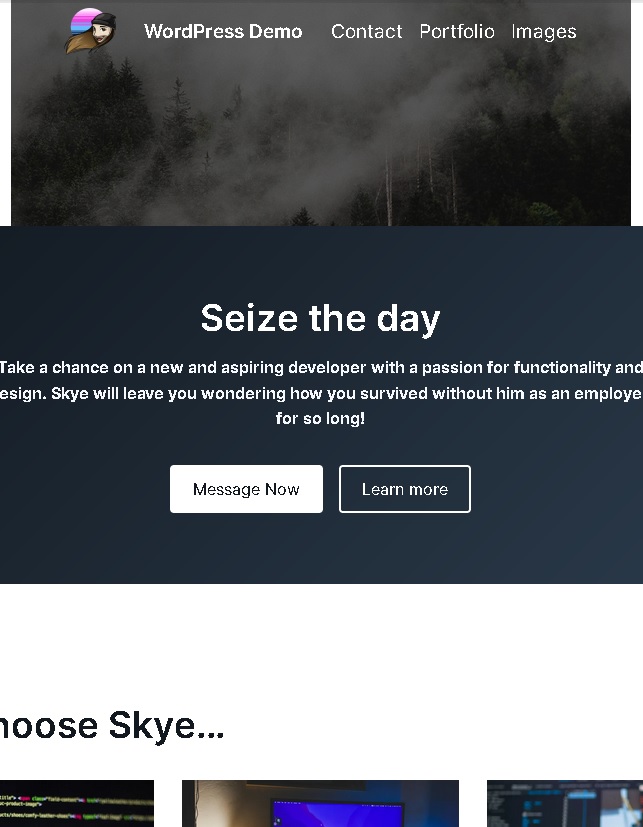 WordPress Demo Contact Portfolio Images
Seize the day
Take a chance on a new and aspiring developer with a passion for functionality and
esign. Skye will leave you wondering how you survived without him as an employe
for so long!
Message Now Learn more
hoose Skye...